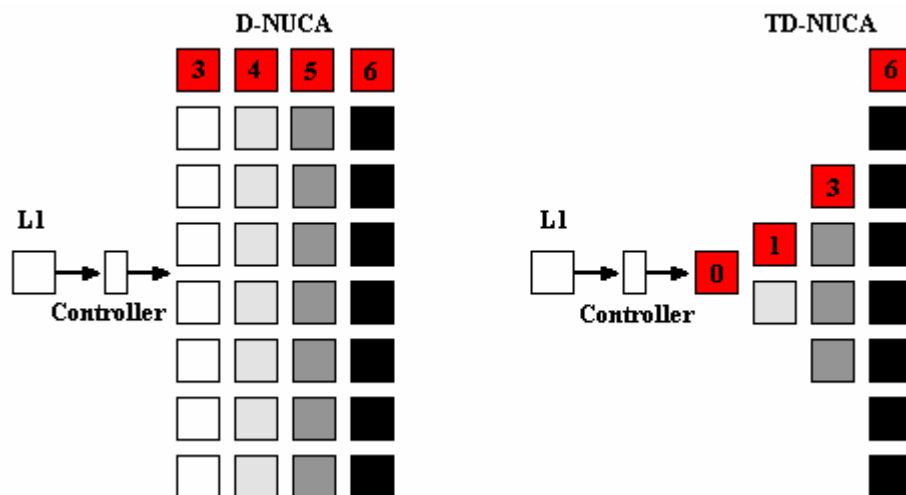 D-NUCA
3 4 5 6
L1
Controller
TD-NUCA
6
3
L1
1
0
Controller